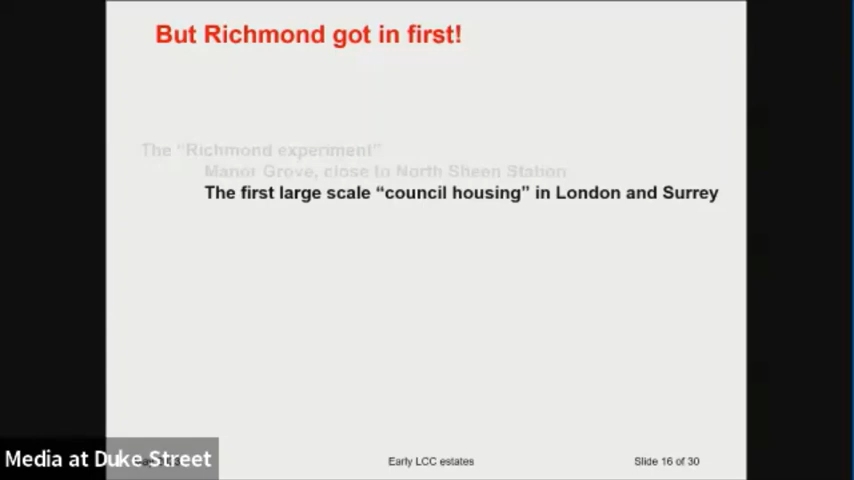 But Richmond got in first!
The “Richmond experiment”
Manor Grove, close to North Sheen Station
The first large scale “council housing” in London and Surrey
Media at Duke Street
Early LCC estates
Slide 16 of 30